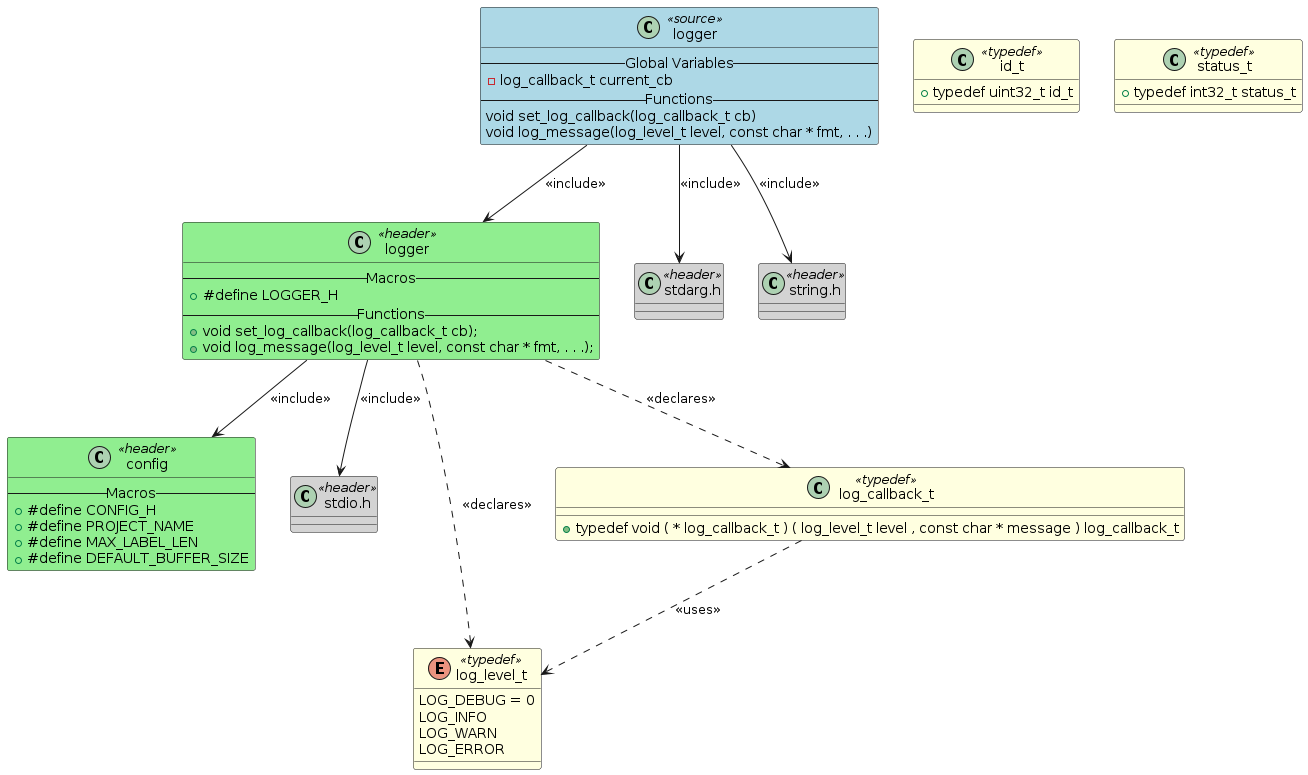 «source»
C logger
Global Variables
log_callback_t current_cb
Functions
void set_log_callback(log_callback_t cb)
void log_message(log_level_t level, const char * fmt, . . .)
«typedef»
C id_t
typedef uint32_t id_t
«typedef»
C status_t
typedef int32_t status_t
«include»
«include»
«include»
«header»
C logger
Macros
#define LOGGER_H
Functions
void set_log_callback(log_callback_t cb);
void log_message(log_level_t level, const char * fmt, . . .);
«header»
C stdarg.h
«header»
C string.h
«include»
«include»
«declares»
«header»
C config
Macros
#define CONFIG_H
#define PROJECT_NAME
#define MAX_LABEL_LEN
#define DEFAULT_BUFFER_SIZE
«header»
C stdio.h
«declares»
«typedef»
C log_callback_t
typedef void ( * log_callback_t ) ( log_level_t level , const char * message ) log_callback_t
«uses»
«typedef»
E log_level_t
LOG_DEBUG = 0
LOG_INFO
LOG_WARN
LOG_ERROR